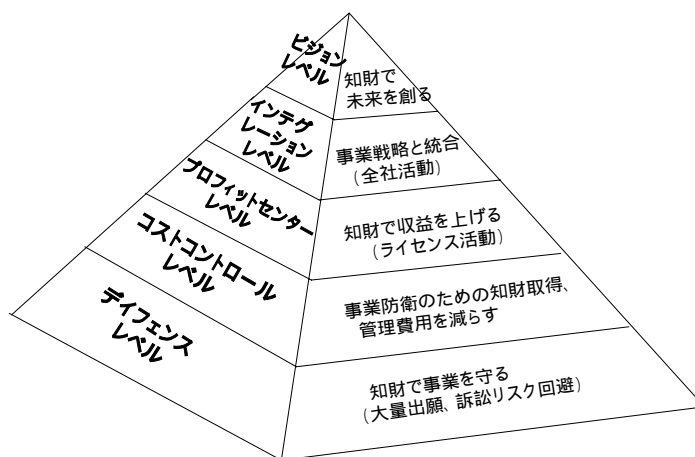 ビジョン
レベル
知財で
未来を創る
インテグ
レーション
レベル
事業戦略と統合
(全社活動)
プロフィットセンター
レベル
知財で収益を上げる
(ライセンス活動)
コストコントロール
レベル
事業防衛のための知財取得、
管理費用を減らす
デイフェンス
レベル
知財で事業を守る
(大量出願、訴訟リスク回避)